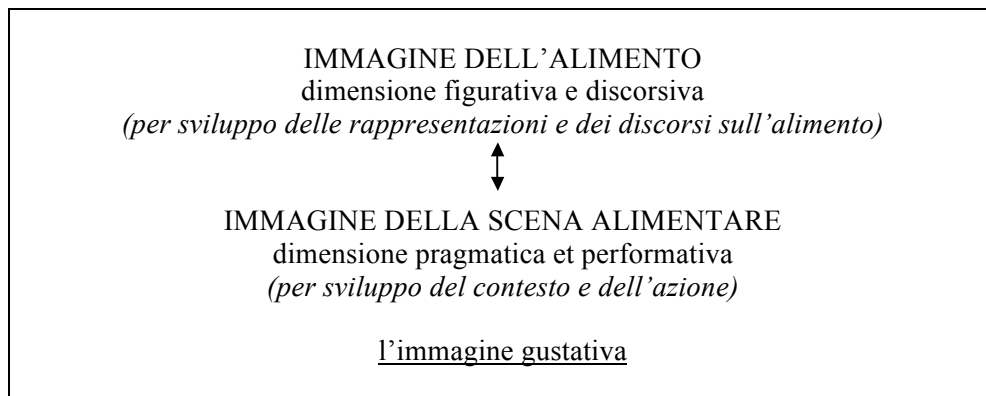 IMMAGINE DELL’ALIMENTO
dimensione figurativa e discorsiva
(per sviluppo delle rappresentazioni e dei discorsi sull’alimento)
IMMAGINE DELLA SCENA ALIMENTARE
dimensione pragmatica et performativa
(per sviluppo del contesto e dell’azione)
l’immagine gustativa